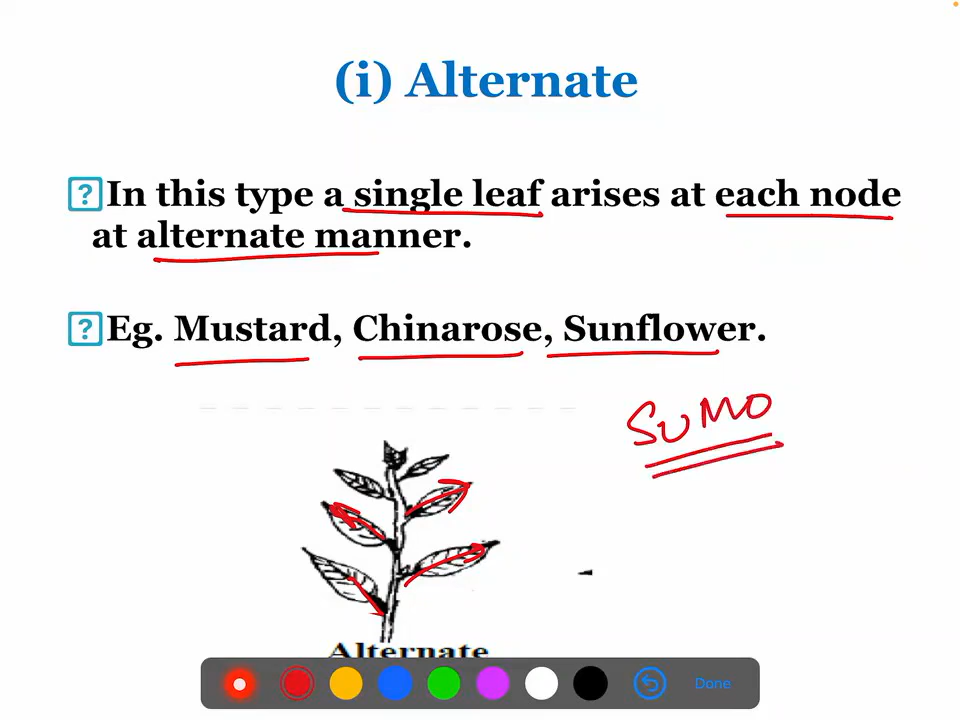 (i) Alternate
In this type a single leaf arises at each node
at alternate manner.
Eg. Mustard, Chinarose, Sunflower.
SUMO
Alternate
Done